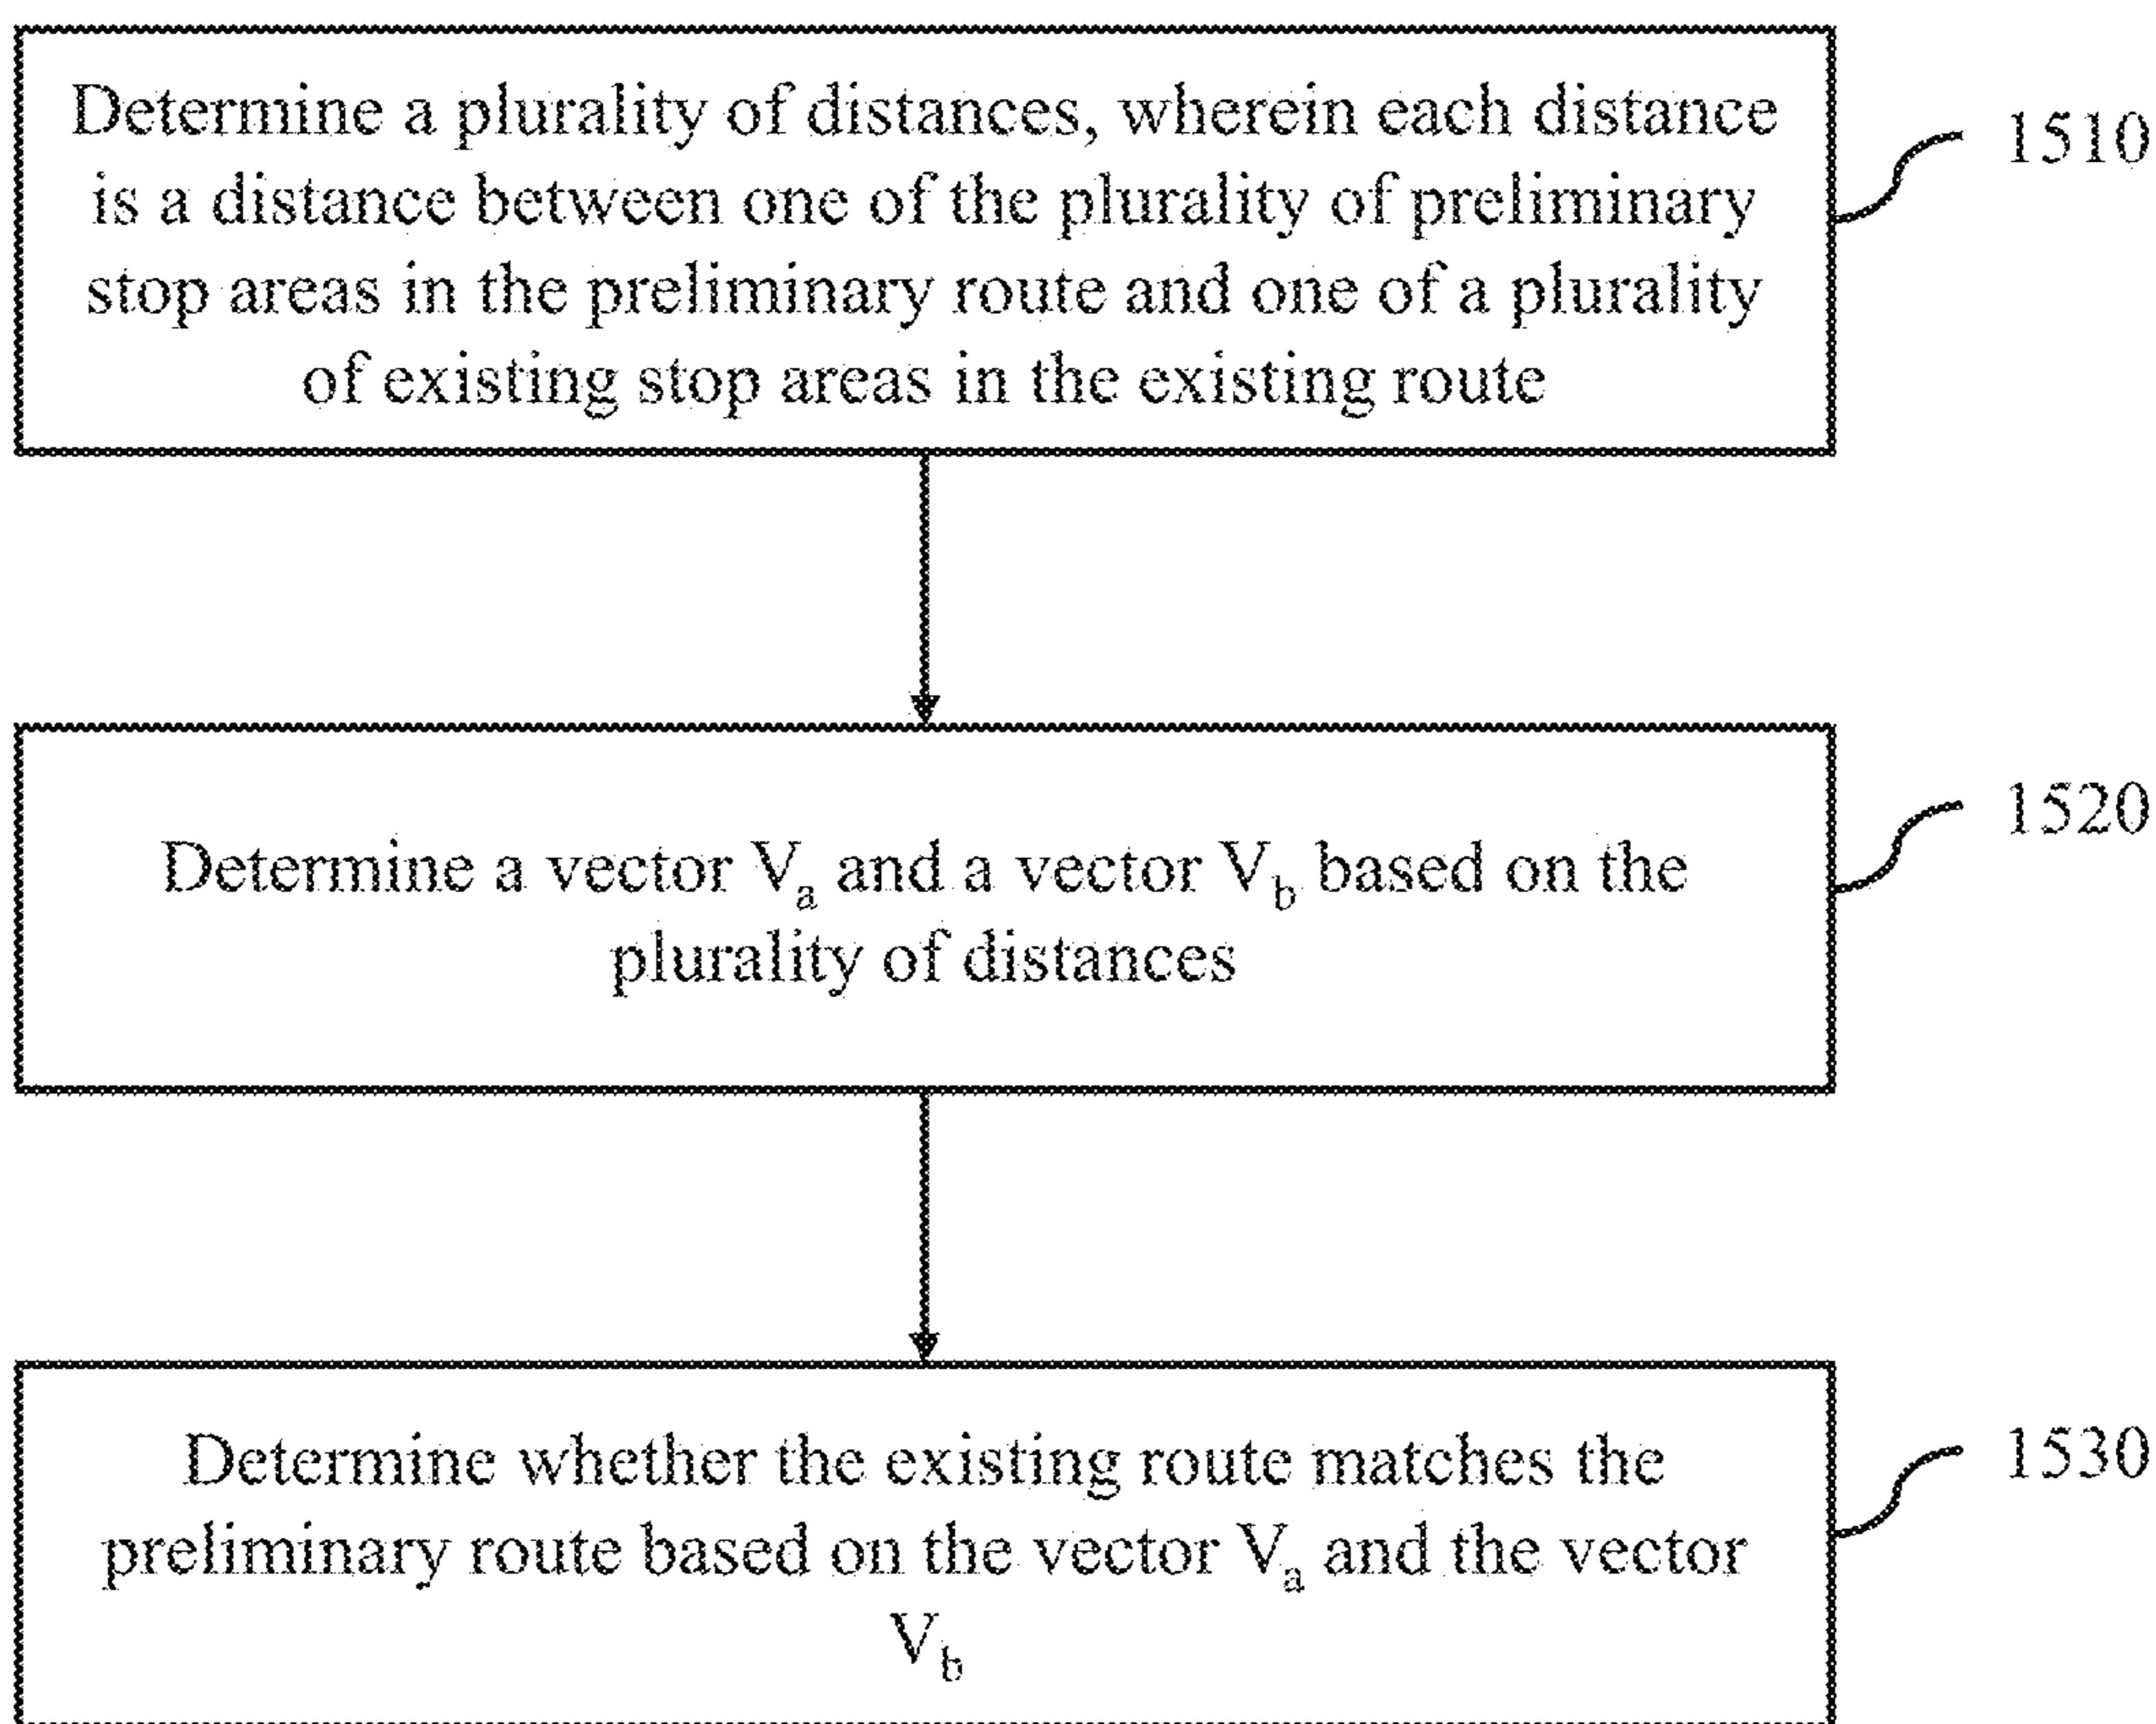 Determine a plurality of distances, wherein each distance
is a distance between one of the plurality of preliminary
stop areas in the preliminary route and one of a plurality
of existing stop areas in the existing route
1510
Determine a vector Va and a vector Vb based on the
plurality of distances
1520
Determine whether the existing route matches the
preliminary route based on the vector Va and the vector
Vb
1530